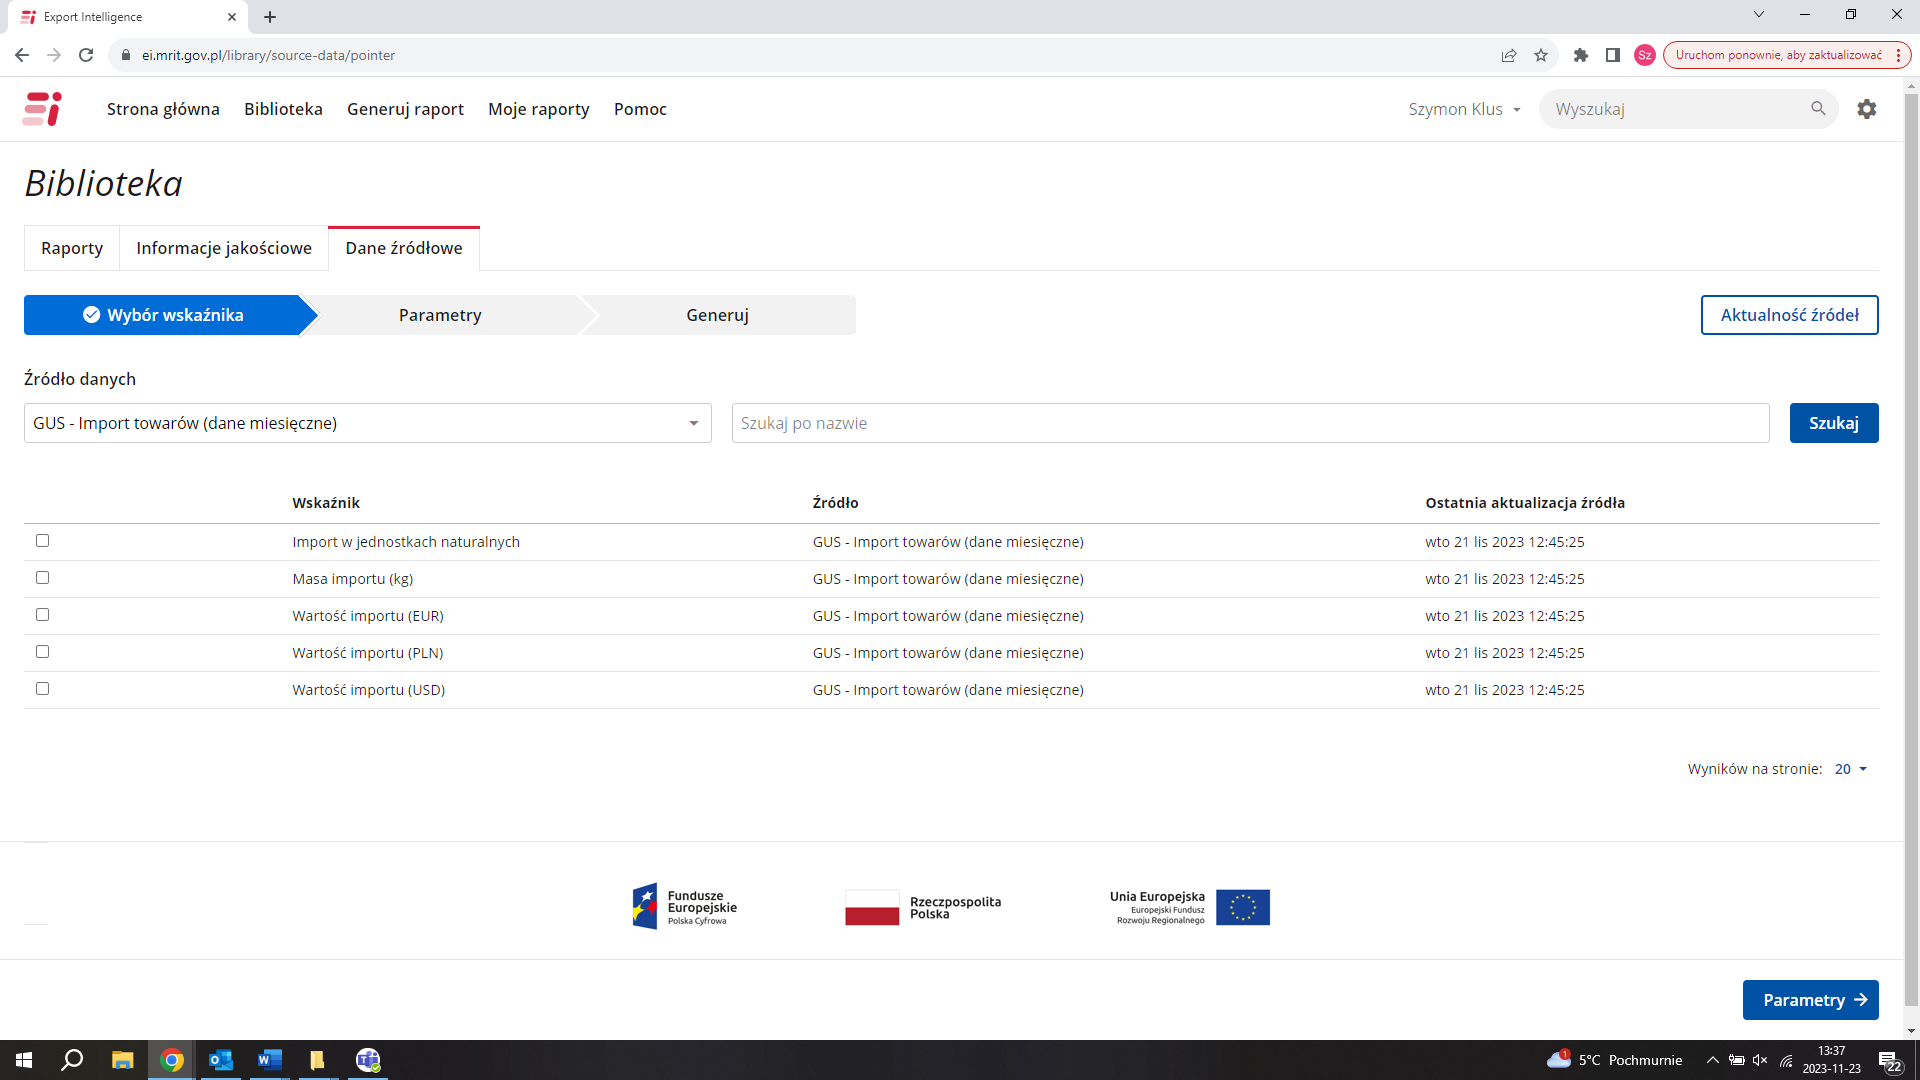 Export Intelligence
ei.mrit.gov.pl/library/source-data/pointer
Sz
Uruchom ponownie, aby zaktualizować
Strona główna
Biblioteka
Generuj raport
Moje raporty
Pomoc
Szymon Klus
Wyszukaj
Biblioteka
Raporty
Informacje jakościowe
Dane źródłowe
Wybór wskaźnika
Parametry
Generuj
Aktualność źródeł
Źródło danych
GUS - Import towarów (dane miesięczne)
Szukaj po nazwie
Szukaj
Wskaźnik Źródło Ostatnia aktualizacja źródła
Import w jednostkach naturalnych GUS - Import towarów (dane miesięczne) wto 21 lis 2023 12:45:25
Masa importu (kg) GUS - Import towarów (dane miesięczne) wto 21 lis 2023 12:45:25
Wartość importu (EUR) GUS - Import towarów (dane miesięczne) wto 21 lis 2023 12:45:25
Wartość importu (PLN) GUS - Import towarów (dane miesięczne) wto 21 lis 2023 12:45:25
Wartość importu (USD) GUS - Import towarów (dane miesięczne) wto 21 lis 2023 12:45:25
Wyników na stronie: 20
Fundusze
Europejskie
Polska Cyfrowa
Rzeczpospolita
Polska
Unia Europejska
Europejski Fundusz
Rozwoju Regionalnego
Parametry
1
5°C Pochmurnie
13:37
2023-11-23
22